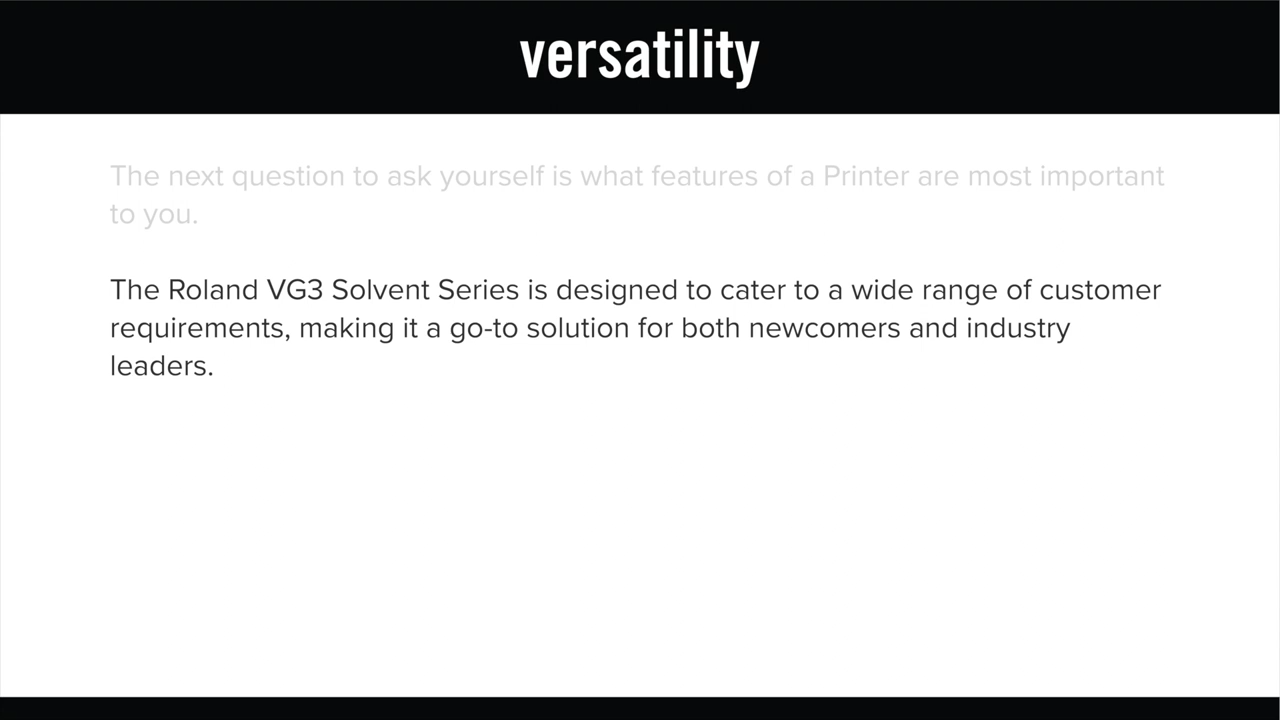 versatility
The next question to ask yourself is what features of a Printer are most important
to you.
The Roland VG3 Solvent Series is designed to cater to a wide range of customer
requirements, making it a go-to solution for both newcomers and industry
leaders.